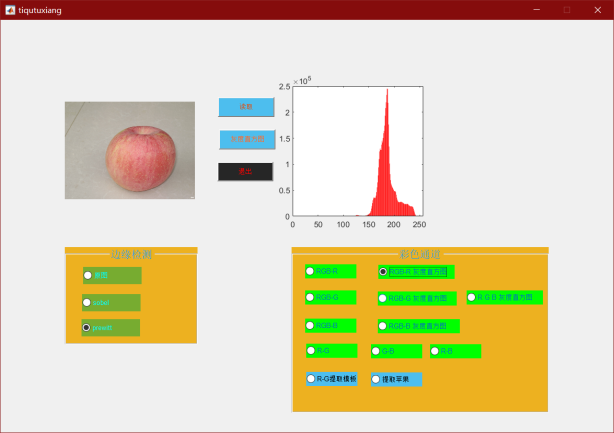 tiqutuxiang
读图
灰度直方图
退出
×10^5
2.5
2
1.5
1
0.5
0
0 50 100 150 200 250
边缘检测
原图
sobel
prewitt
彩色通道
RGB-R
RGB-R 灰度直方图
RGB-G
RGB-G 灰度直方图
R G B 灰度直方图
RGB-B
RGB-B 灰度直方图
R-G
G-B
R-B
R-G提取模板
提取苹果